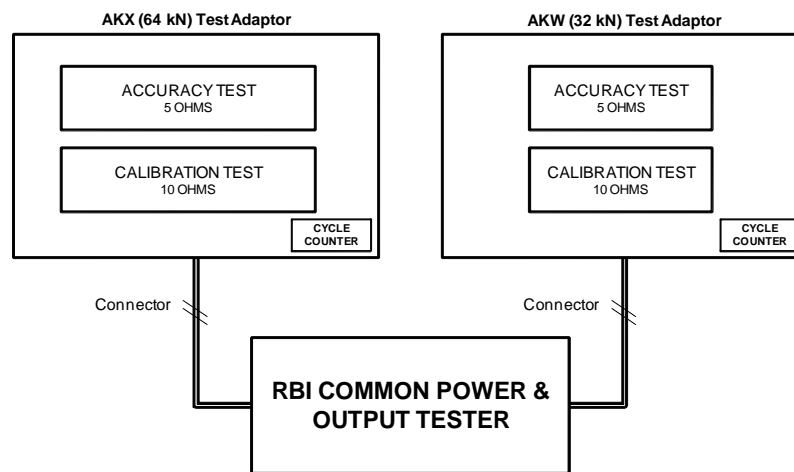 AKX (64 kN) Test Adaptor
ACCURACY TEST
5 OHMS
CALIBRATION TEST
10 OHMS
CYCLE
COUNTER
Connector
AKW (32 kN) Test Adaptor
ACCURACY TEST
5 OHMS
CALIBRATION TEST
10 OHMS
CYCLE
COUNTER
Connector
RBI COMMON POWER &
OUTPUT TESTER